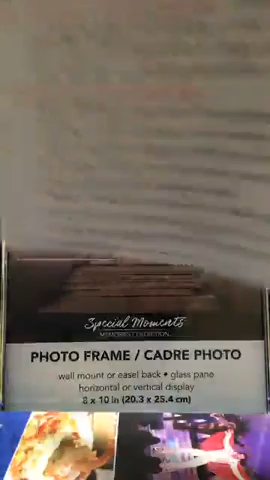 Special Moments
MEMORIES COLLECTION
PHOTO FRAME / CADRE PHOTO
wall mount or easel back • glass pane
horizontal or vertical display
8 x 10 in (20.3 x 25.4 cm)